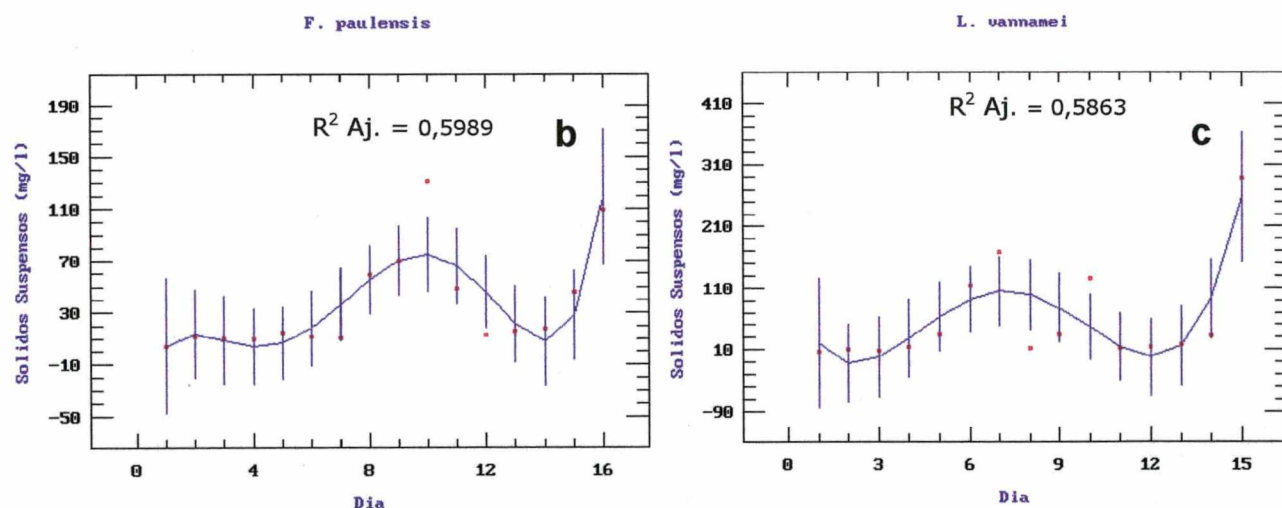 F. paulensis
R² Aj. = 0,5989
b
Solidos Suspensos (mg/l)
190
150
110
70
30
-10
-50
0 4 8 12 16
Dia
L. vannamei
R² Aj. = 0,5863
c
Solidos Suspensos (mg/l)
410
310
210
110
10
-90
0 3 6 9 12 15
Dia